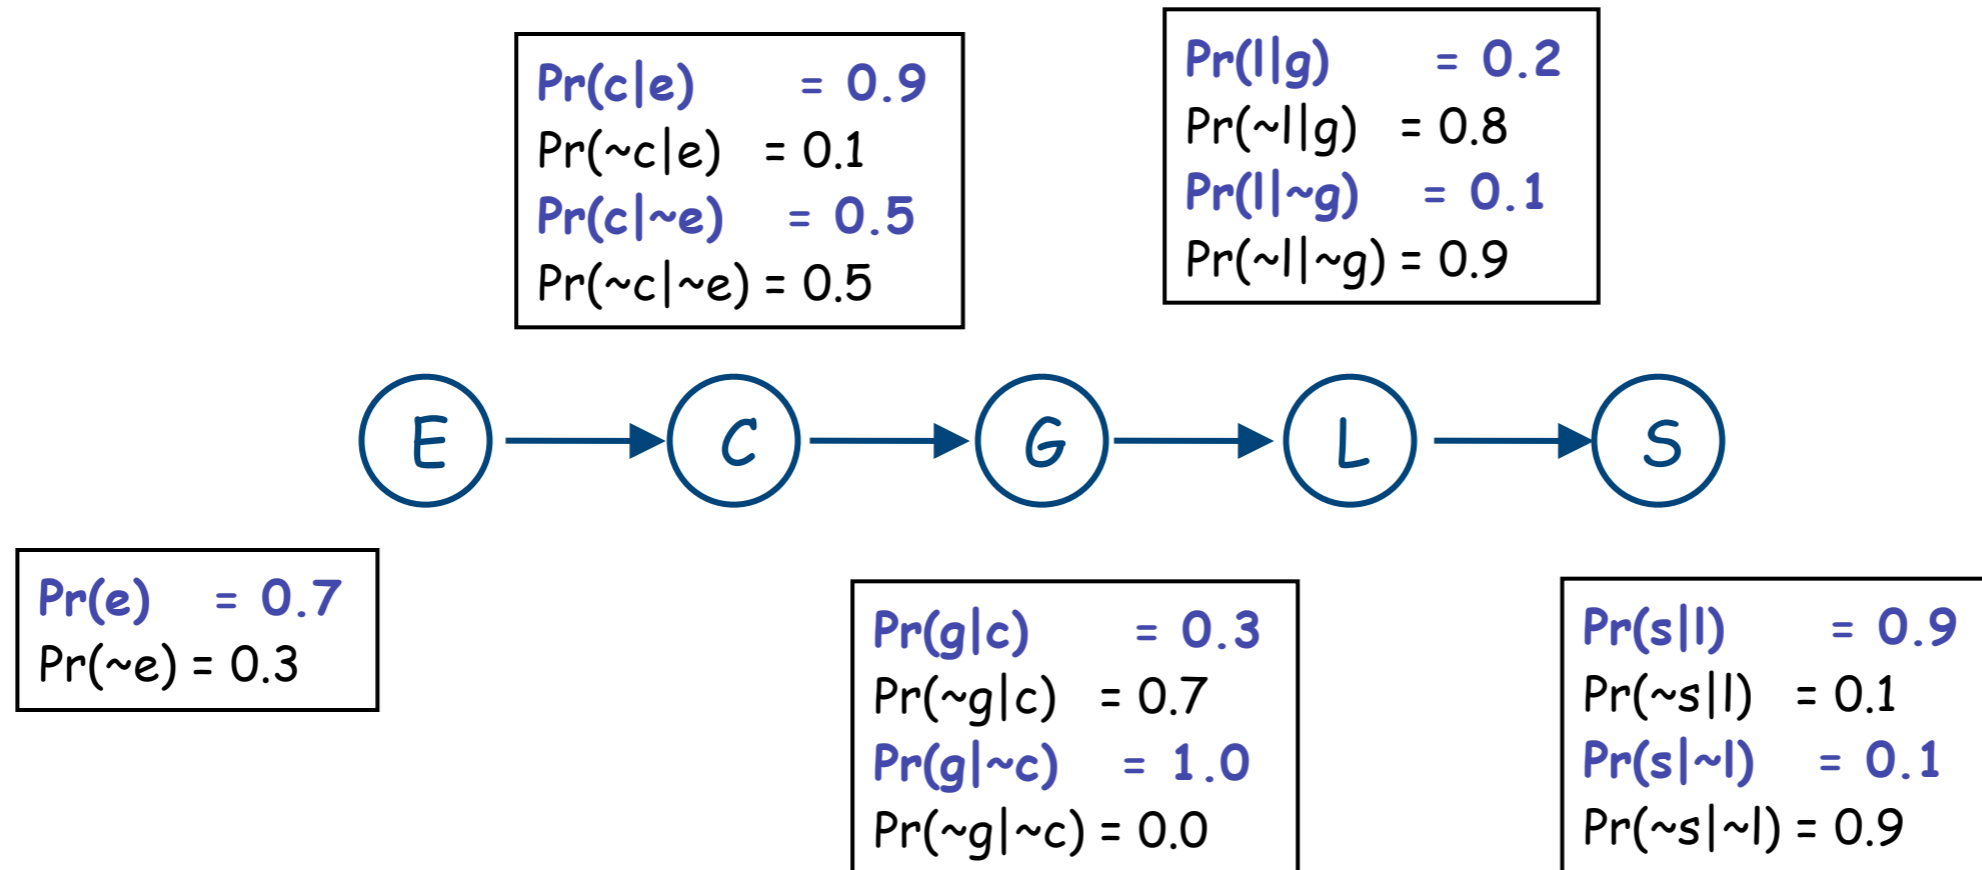 Pr(c|e) = 0.9
Pr(~c|e) = 0.1
Pr(c|~e) = 0.5
Pr(~c|~e) = 0.5
Pr(l|g) = 0.2
Pr(~l|g) = 0.8
Pr(l|~g) = 0.1
Pr(~l|~g) = 0.9
E
C
G
L
S
Pr(e) = 0.7
Pr(~e) = 0.3
Pr(g|c) = 0.3
Pr(~g|c) = 0.7
Pr(g|~c) = 1.0
Pr(~g|~c) = 0.0
Pr(s|l) = 0.9
Pr(~s|l) = 0.1
Pr(s|~l) = 0.1
Pr(~s|~l) = 0.9